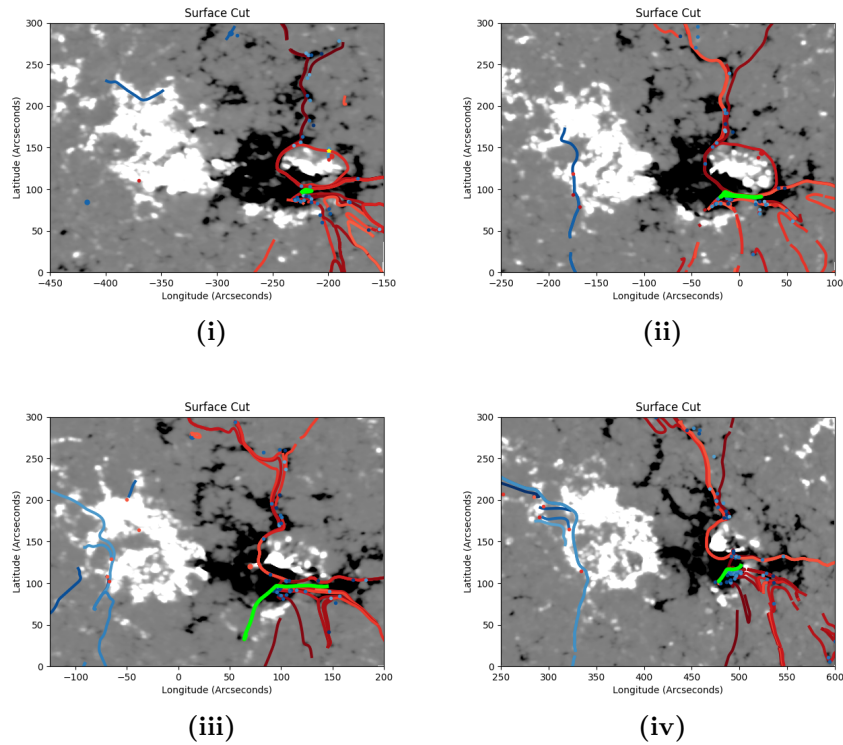 Surface Cut
300
250
200
150
100
50
0
Latitude (Arcseconds)
−450 −400 −350 −300 −250 −200 −150
Longitude (Arcseconds)
(i)
Surface Cut
300
250
200
150
100
50
0
Latitude (Arcseconds)
−250 −200 −150 −100 −50 0 50 100
Longitude (Arcseconds)
(ii)
Surface Cut
300
250
200
150
100
50
0
Latitude (Arcseconds)
−100 −50 0 50 100 150 200
Longitude (Arcseconds)
(iii)
Surface Cut
300
250
200
150
100
50
0
Latitude (Arcseconds)
250 300 350 400 450 500 550 600
Longitude (Arcseconds)
(iv)